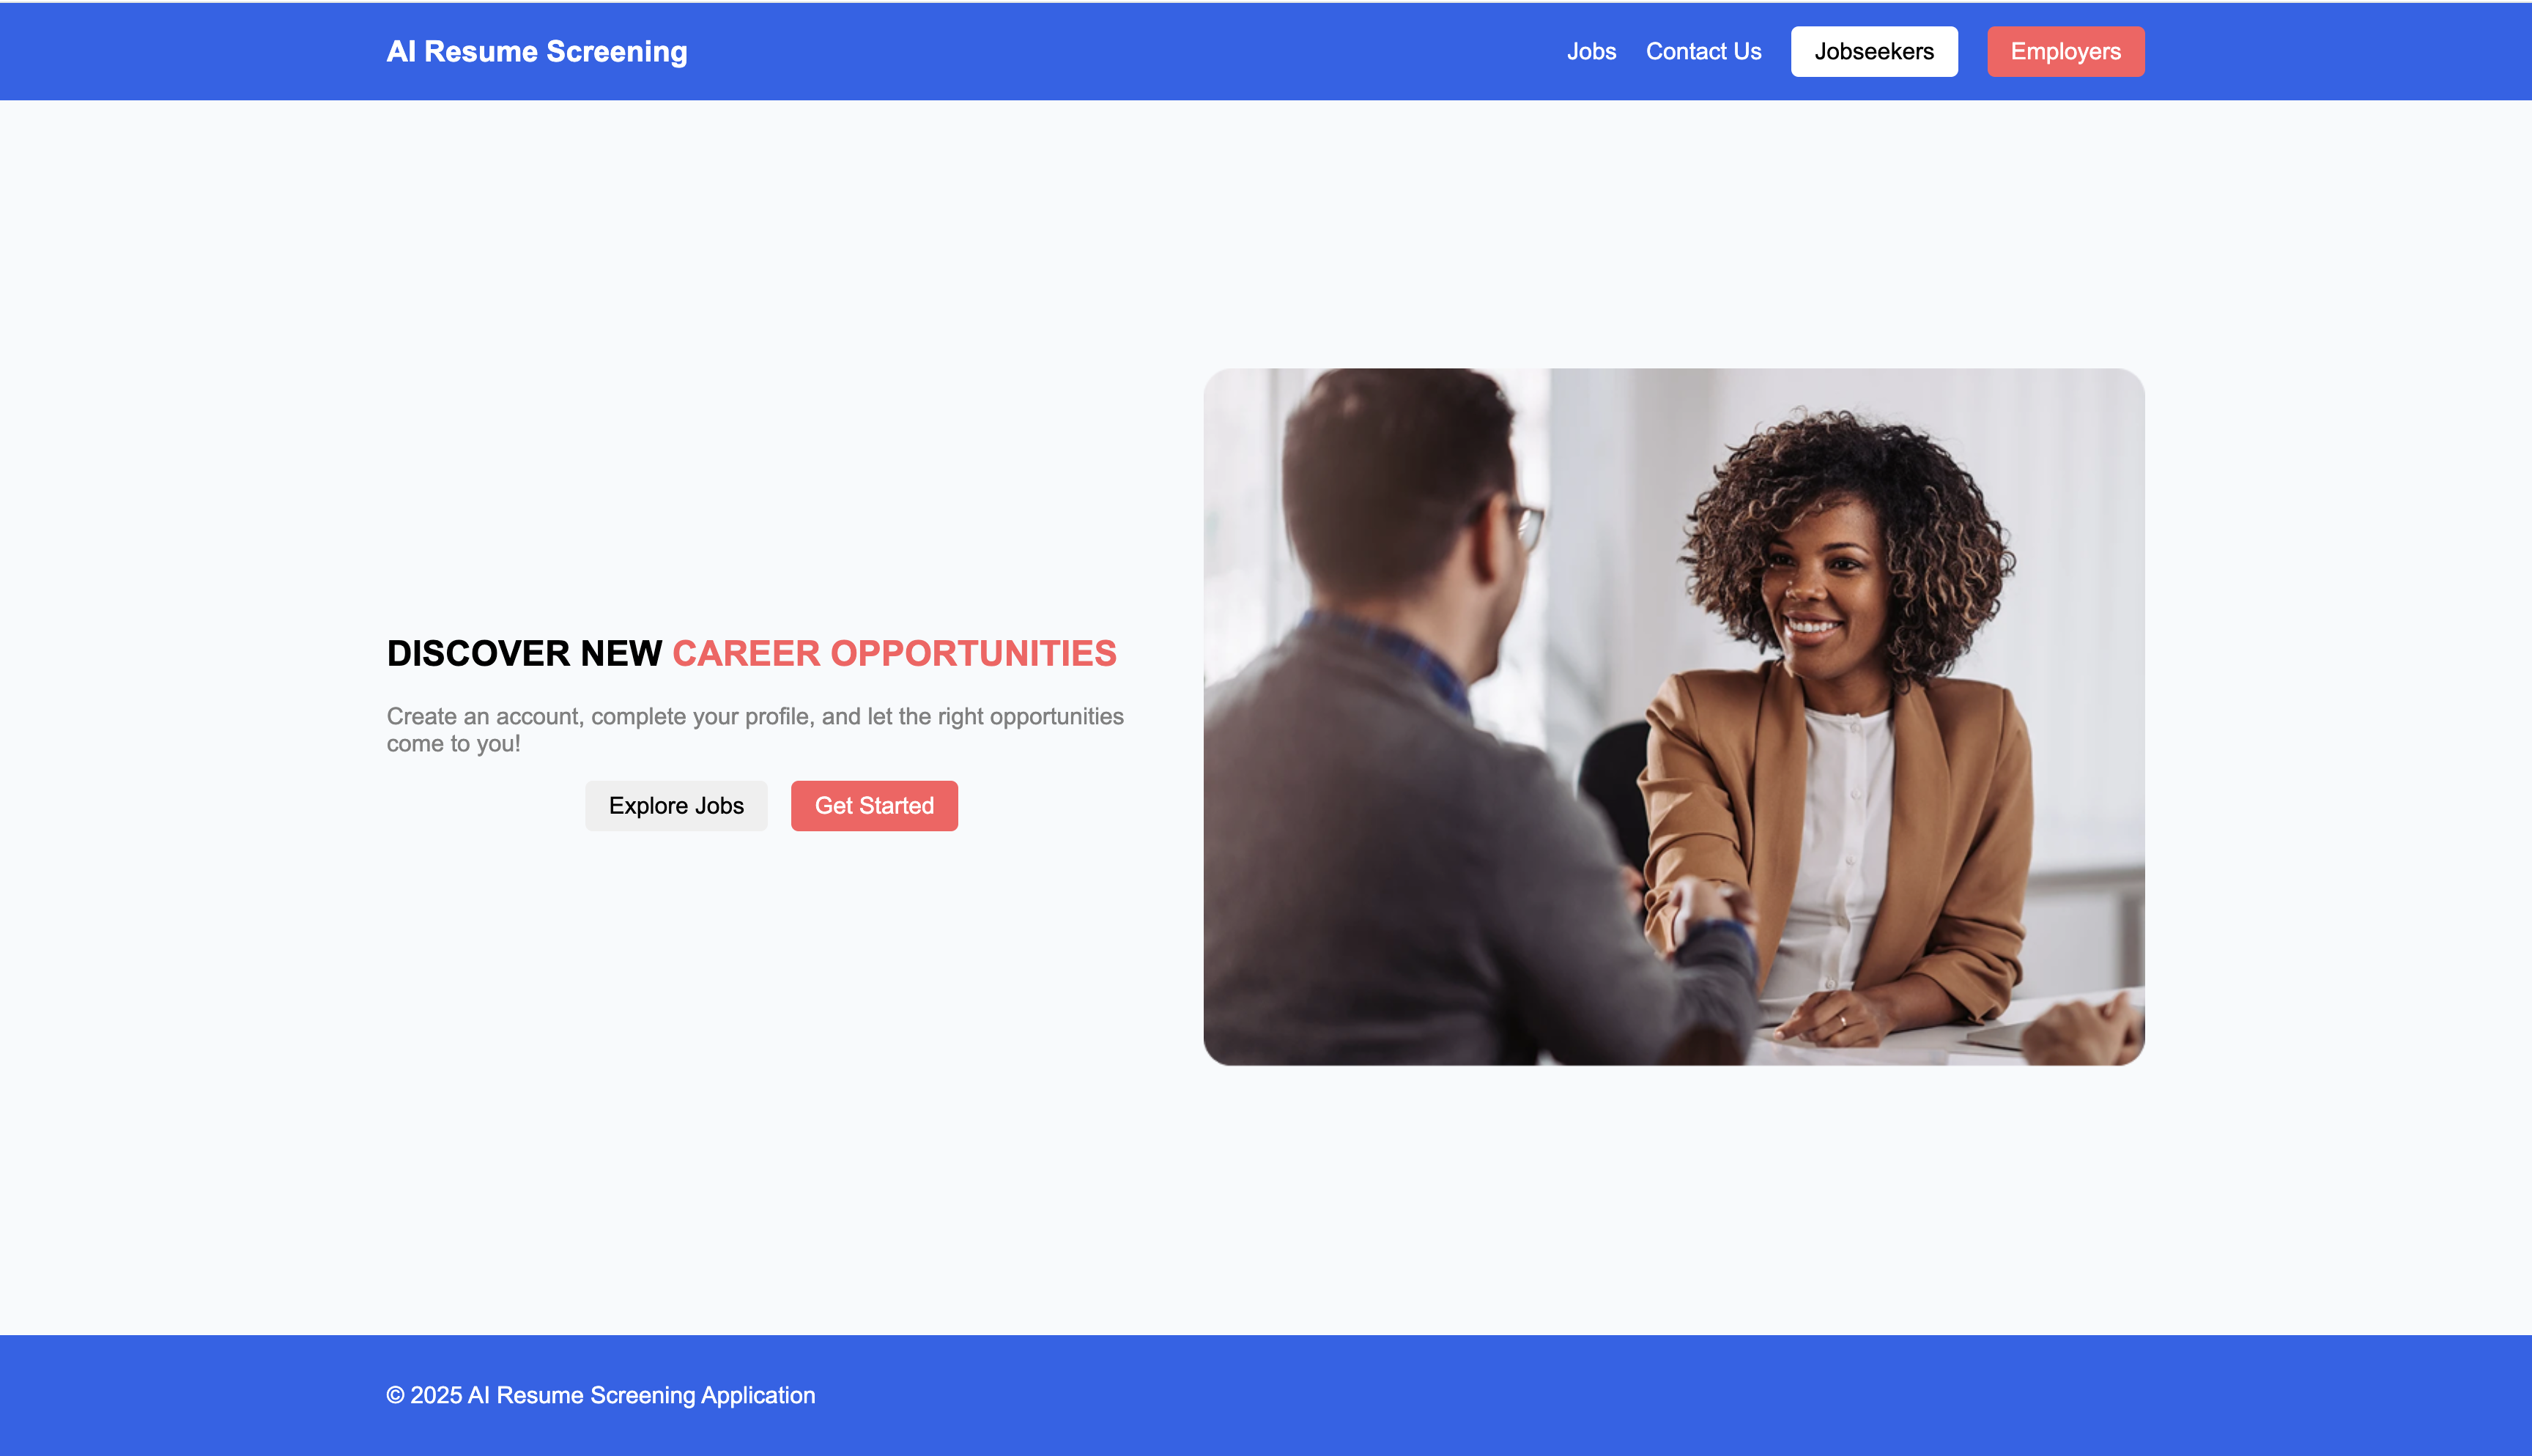 AI Resume Screening
Jobs
Contact Us
Jobseekers
Employers
DISCOVER NEW CAREER OPPORTUNITIES
Create an account, complete your profile, and let the right opportunities
come to you!
Explore Jobs
Get Started
© 2025 AI Resume Screening Application